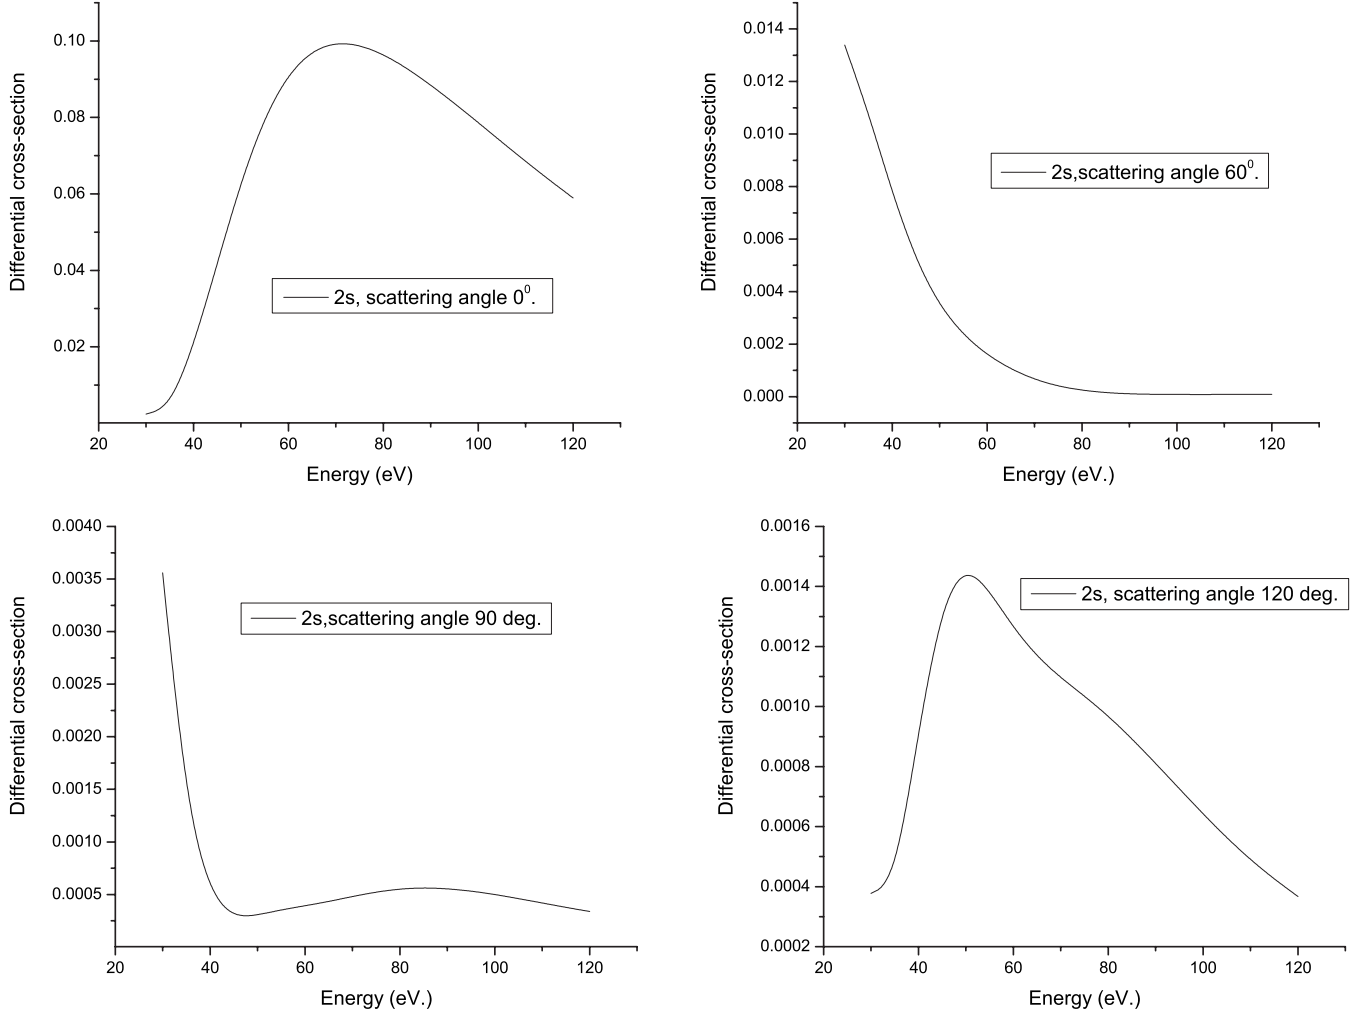 Differential cross-section
0.10
0.08
0.06
0.04
0.02
2s, scattering angle 0⁰.
20 40 60 80 100 120
Energy (eV)
Differential cross-section
0.014
0.012
0.010
0.008
0.006
0.004
0.002
0.000
2s,scattering angle 60⁰.
20 40 60 80 100 120
Energy (eV.)
Differential cross-section
0.0040
0.0035
0.0030
0.0025
0.0020
0.0015
0.0010
0.0005
2s,scattering angle 90 deg.
20 40 60 80 100 120
Energy (eV.)
Differential cross-section
0.0016
0.0014
0.0012
0.0010
0.0008
0.0006
0.0004
0.0002
2s, scattering angle 120 deg.
20 40 60 80 100 120
Energy (eV.)